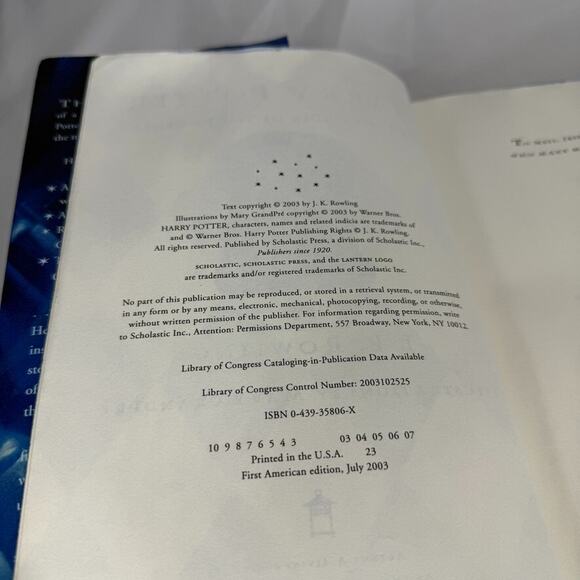 Text copyright © 2003 by J. K. Rowling
Illustrations by Mary GrandPré copyright © 2003 by Warner Bros.
HARRY POTTER, characters, names and related indicia are trademarks of
and © Warner Bros. Harry Potter Publishing Rights © J. K. Rowling.
All rights reserved. Published by Scholastic Press, a division of Scholastic Inc.,
Publishers since 1920.
SCHOLASTIC, SCHOLASTIC PRESS, and the LANTERN LOGO
are trademarks and/or registered trademarks of Scholastic Inc.
No part of this publication may be reproduced, or stored in a retrieval system, or transmitted
in any form or by any means, electronic, mechanical, photocopying, recording, or otherwise,
without written permission of the publisher. For information regarding permission, write
to Scholastic Inc., Attention: Permissions Department, 557 Broadway, New York, NY 10012.
Library of Congress Cataloging-in-Publication Data Available
Library of Congress Control Number: 2003102525
ISBN 0-439-35806-X
10 9 8 7 6 5 4 3 03 04 05 06 07
Printed in the U.S.A. 23
First American edition, July 2003